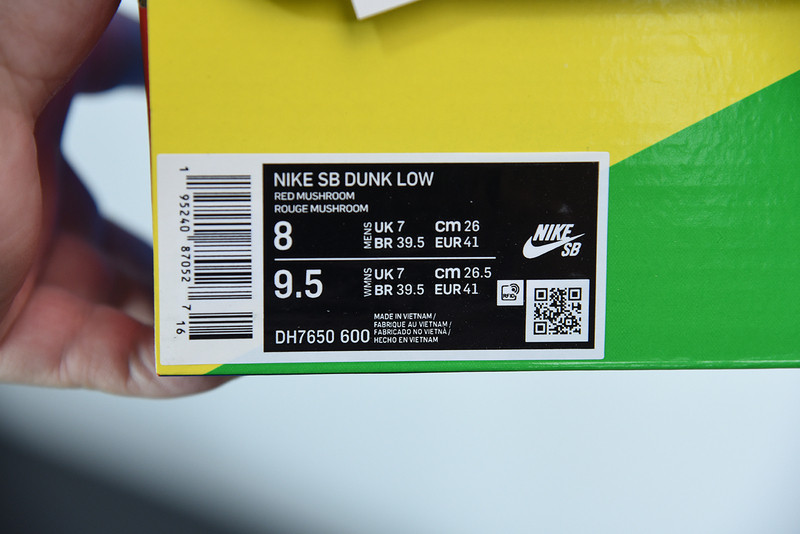 NIKE SB DUNK LOW
RED MUSHROOM
ROUGE MUSHROOM
8
MENS
UK 7 cm 26
BR 39.5 EUR 41
9.5
WMNS
UK 7 cm 26.5
BR 39.5 EUR 41
DH7650 600
MADE IN VIETNAM /
FABRIQUÉ AU VIETNAM /
FABRICADO NO VIETNÃ /
HECHO EN VIETNAM
NIKE
SB
RFID
1 95240 87052 7 16